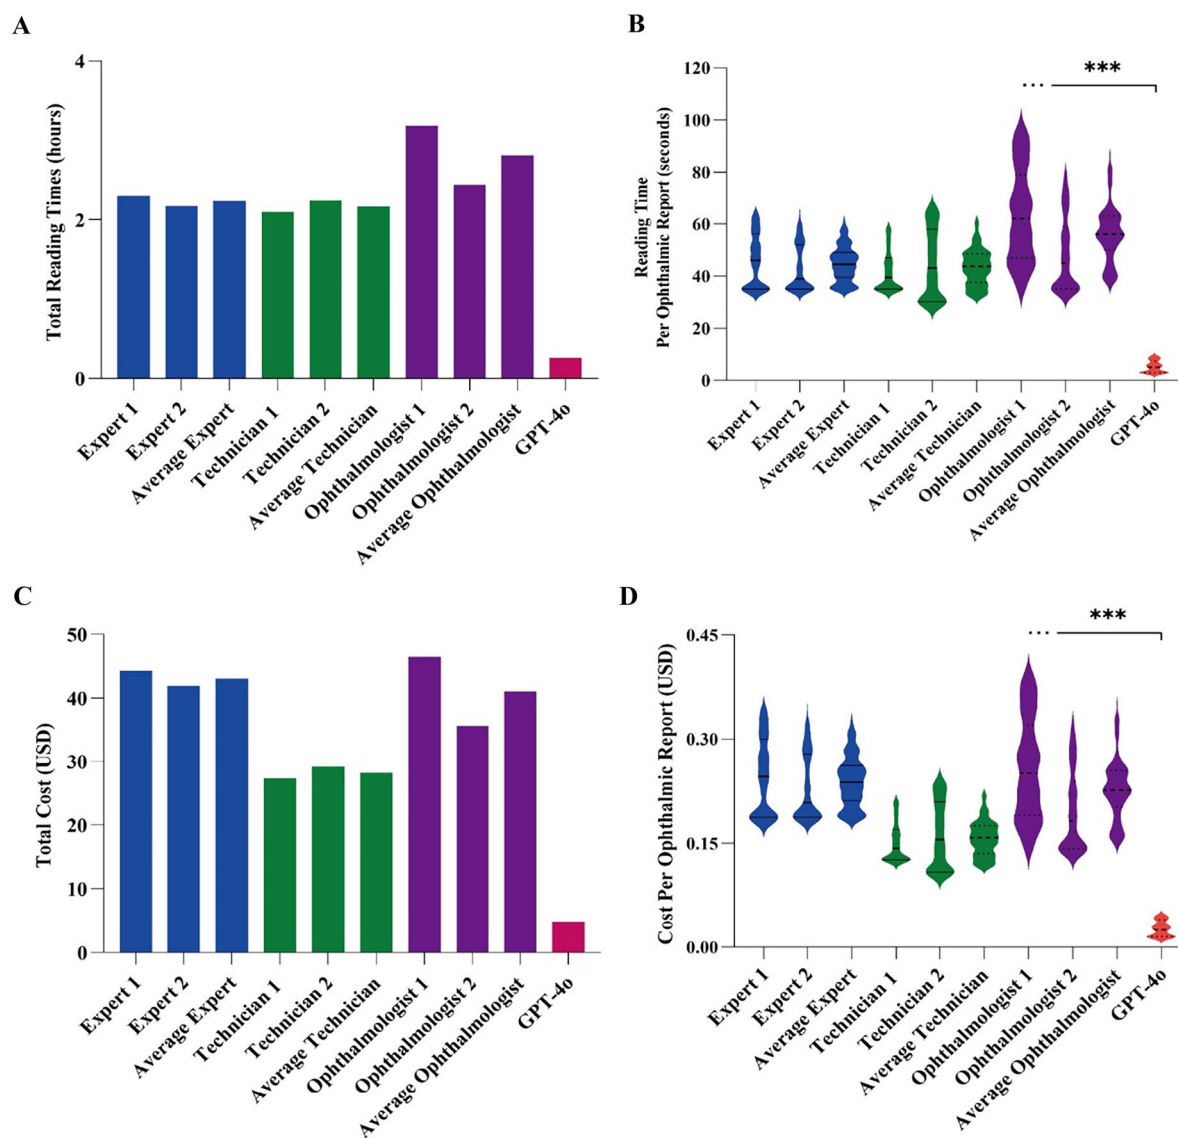 A
Total Reading Times (hours)
4
2
0
Expert 1
Expert 2
Average Expert
Technician 1
Technician 2
Average Technician
Ophthalmologist 1
Ophthalmologist 2
Average Ophthalmologist
GPT-4o
B
Reading Time
Per Ophthalmic Report (seconds)
120
100
80
60
40
20
0
***
Expert 1
Expert 2
Average Expert
Technician 1
Technician 2
Average Technician
Ophthalmologist 1
Ophthalmologist 2
Average Ophthalmologist
GPT-4o
C
Total Cost (USD)
50
40
30
20
10
0
Expert 1
Expert 2
Average Expert
Technician 1
Technician 2
Average Technician
Ophthalmologist 1
Ophthalmologist 2
Average Ophthalmologist
GPT-4o
D
Cost Per Ophthalmic Report (USD)
0.45
0.30
0.15
0.00
***
Expert 1
Expert 2
Average Expert
Technician 1
Technician 2
Average Technician
Ophthalmologist 1
Ophthalmologist 2
Average Ophthalmologist
GPT-4o